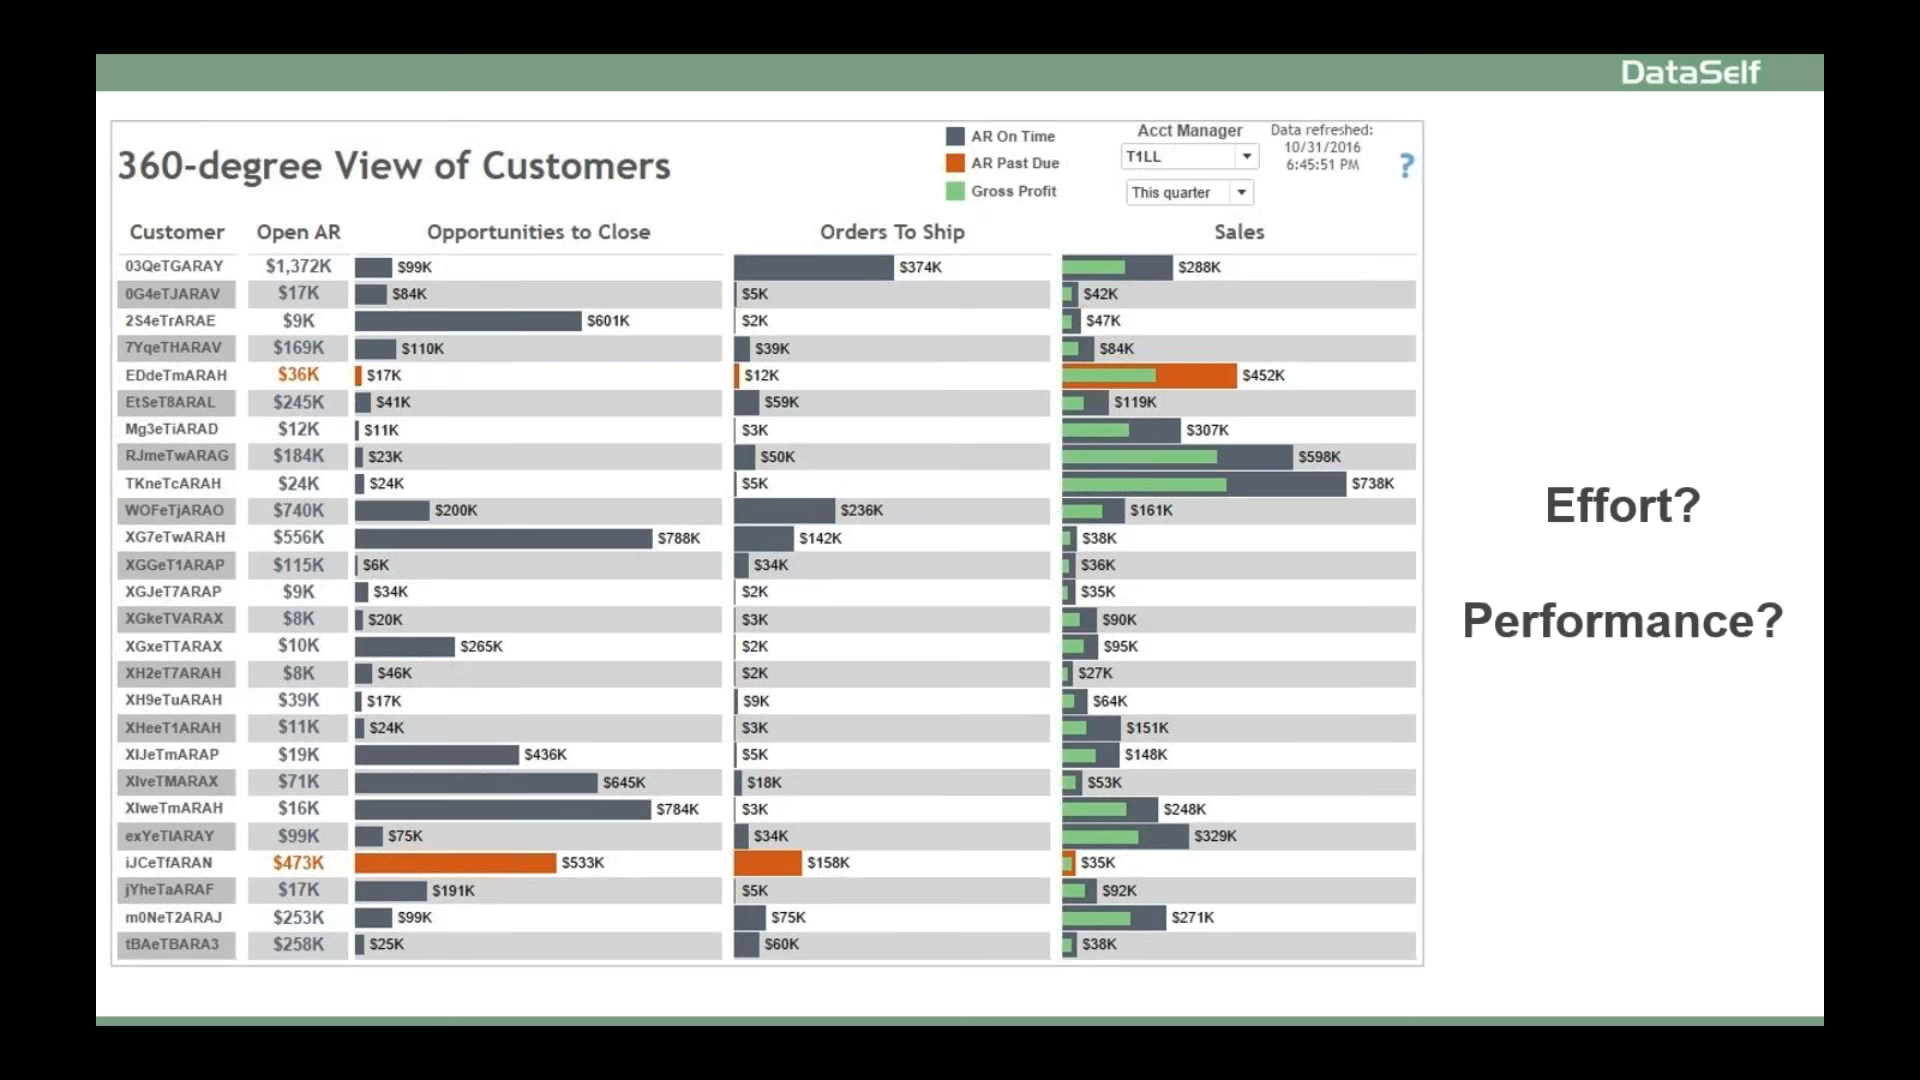 DataSelf
360-degree View of Customers
AR On Time
AR Past Due
Gross Profit
Acct Manager
T1LL
This quarter
Data refreshed:
10/31/2016
6:45:51 PM
?
Customer Open AR Opportunities to Close Orders To Ship Sales
03QeTGARAY $1,372K $99K $374K $288K
0G4eTJARAV $17K $84K $5K $42K
2S4eTrARAE $9K $601K $2K $47K
7YqeTHARAV $169K $110K $39K $84K
EDdeTmARAH $36K $17K $12K $452K
EtSeT8ARAL $245K $41K $59K $119K
Mg3eTiARAD $12K $11K $3K $307K
RJmeTwARAG $184K $23K $50K $598K
TKneTcARAH $24K $24K $5K $738K
WOFeTjARAO $740K $200K $236K $161K
XG7eTwARAH $556K $788K $142K $38K
XGGeT1ARAP $115K $6K $34K $36K
XGJeT7ARAP $9K $34K $2K $35K
XGkeTVARAX $8K $20K $3K $90K
XGxeTTARAX $10K $265K $2K $95K
XH2eT7ARAH $8K $46K $2K $27K
XH9eTuARAH $39K $17K $9K $64K
XHeeT1ARAH $11K $24K $3K $151K
XIJeTmARAP $19K $436K $5K $148K
XIveTMARAX $71K $645K $18K $53K
XIweTmARAH $16K $784K $3K $248K
exYeTIARAY $99K $75K $34K $329K
iJCeTfARAN $473K $533K $158K $35K
jYheTaARAF $17K $191K $5K $92K
m0NeT2ARAJ $253K $99K $75K $271K
tBAeTBARA3 $258K $25K $60K $38K
Effort?
Performance?